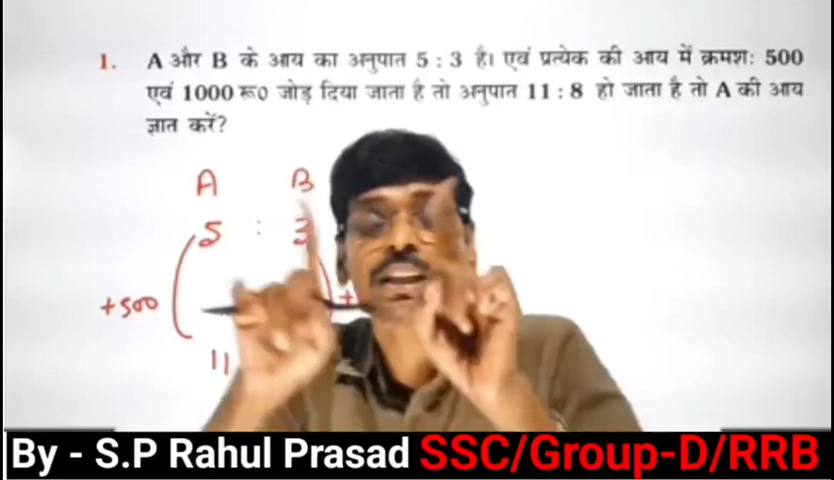 1. A और B के आय का अनुपात 5 : 3 है। एवं प्रत्येक की आय में क्रमश: 500
एवं 1000 रू0 जोड़ दिया जाता है तो अनुपात 11 : 8 हो जाता है तो A की आय
ज्ञात करें?
A B
5 : 3
+500 +
11
By - S.P Rahul Prasad SSC/Group-D/RRB